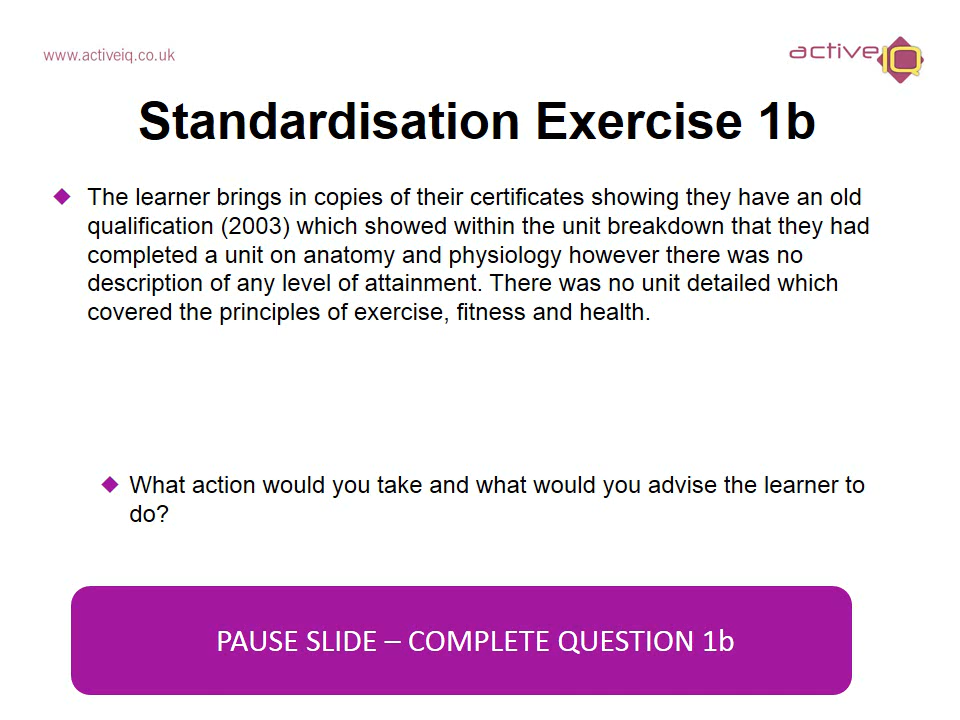 www.activeiq.co.uk
active IQ
Standardisation Exercise 1b
The learner brings in copies of their certificates showing they have an old
qualification (2003) which showed within the unit breakdown that they had
completed a unit on anatomy and physiology however there was no
description of any level of attainment. There was no unit detailed which
covered the principles of exercise, fitness and health.
What action would you take and what would you advise the learner to
do?
PAUSE SLIDE – COMPLETE QUESTION 1b